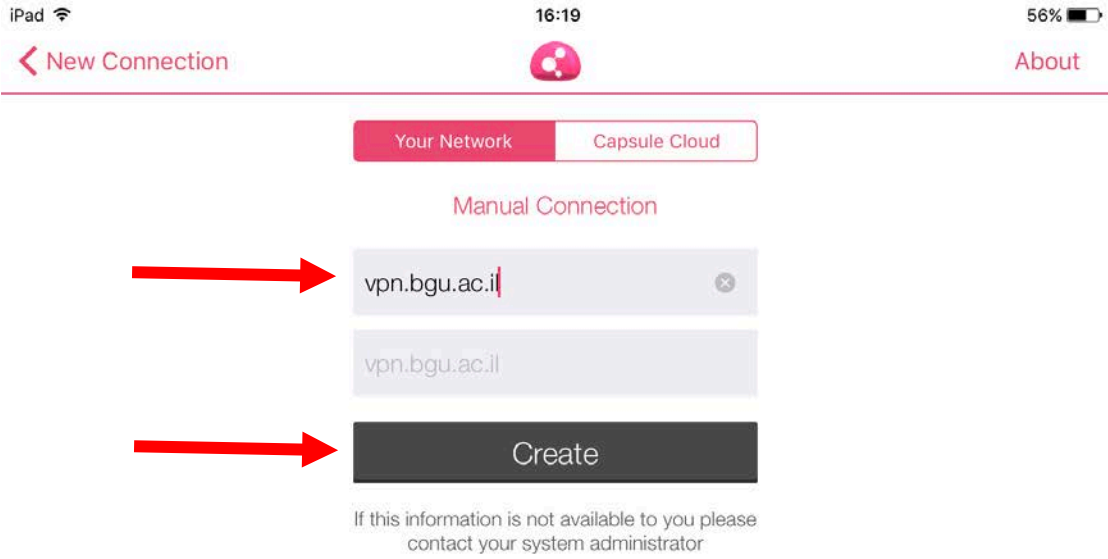 iPad 16:19 56%
New Connection About
Your Network Capsule Cloud
Manual Connection
vpn.bgu.ac.il
vpn.bgu.ac.il
Create
If this information is not available to you please
contact your system administrator